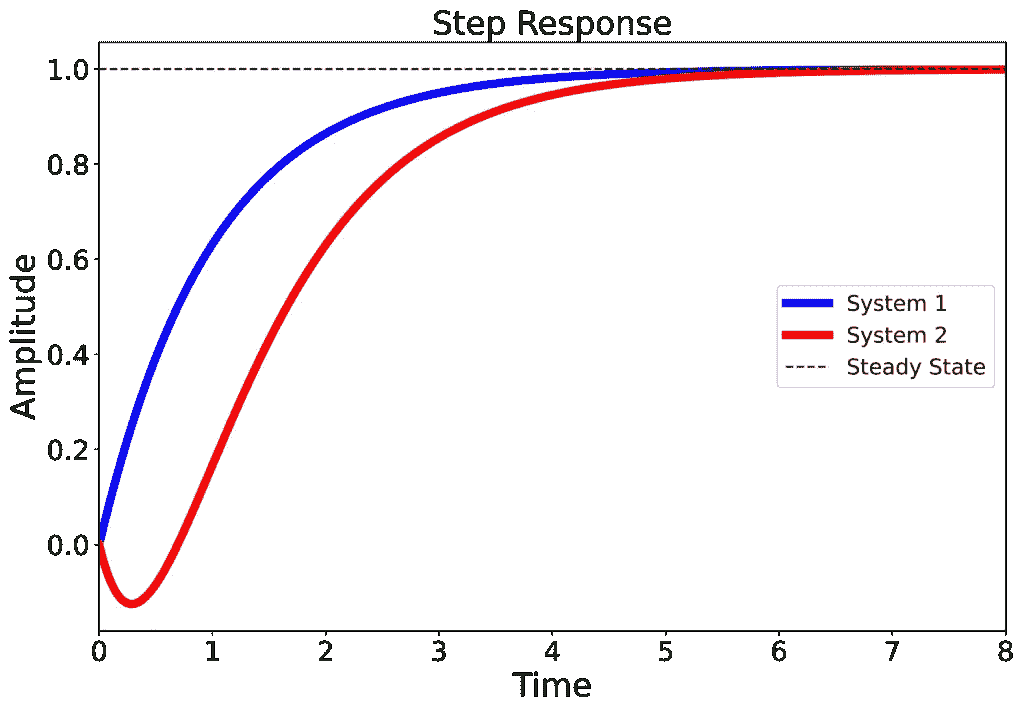 Step Response
1.0
0.8
0.6
0.4
0.2
0.0
Amplitude
System 1
System 2
Steady State
0 1 2 3 4 5 6 7 8
Time